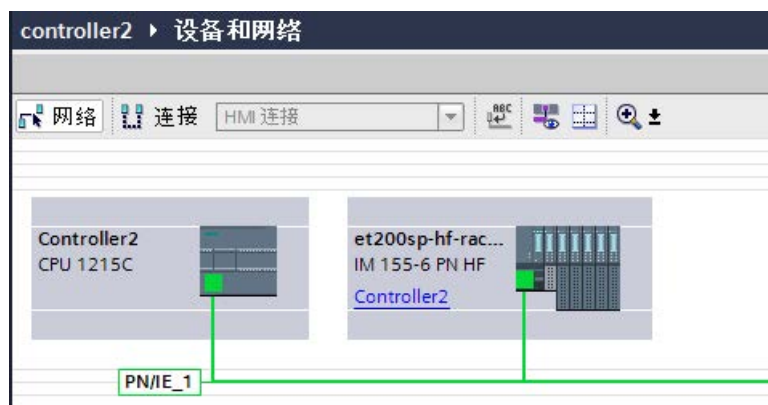 controller2 ▸ 设备和网络
网络 连接 HMI 连接
Controller2
CPU 1215C
et200sp-hf-rac...
IM 155-6 PN HF
Controller2
PN/IE_1